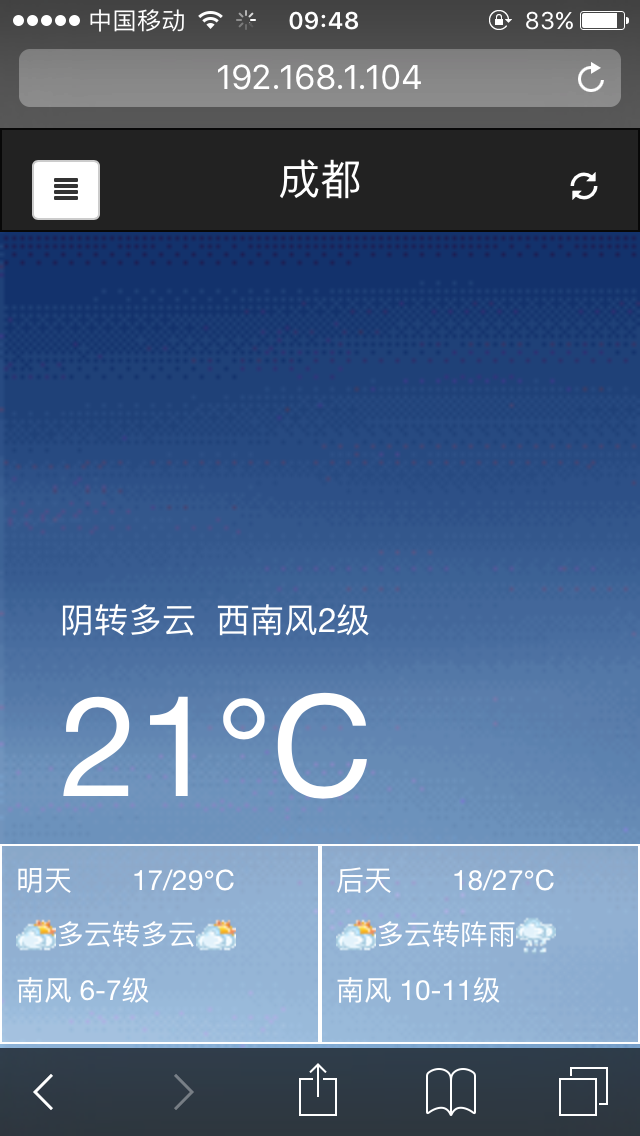 中国移动 09:48 83%
192.168.1.104
成都
阴转多云 西南风2级
21°C
明天 17/29°C
多云转多云
南风 6-7级
后天 18/27°C
多云转阵雨
南风 10-11级